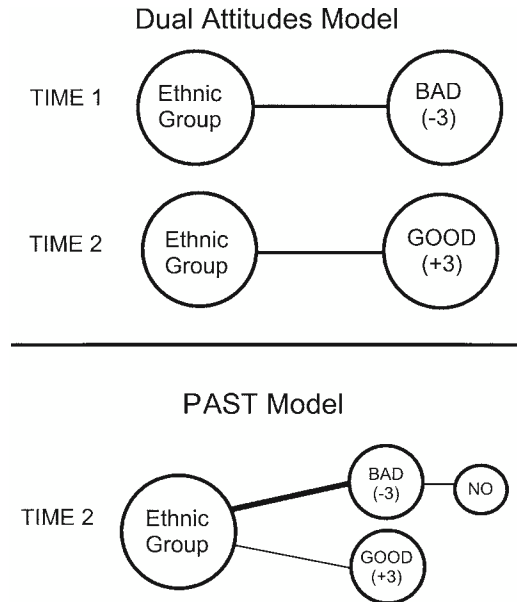 Dual Attitudes Model
TIME 1
Ethnic
Group
BAD
(-3)
TIME 2
Ethnic
Group
GOOD
(+3)
PAST Model
TIME 2
Ethnic
Group
BAD
(-3)
NO
GOOD
(+3)